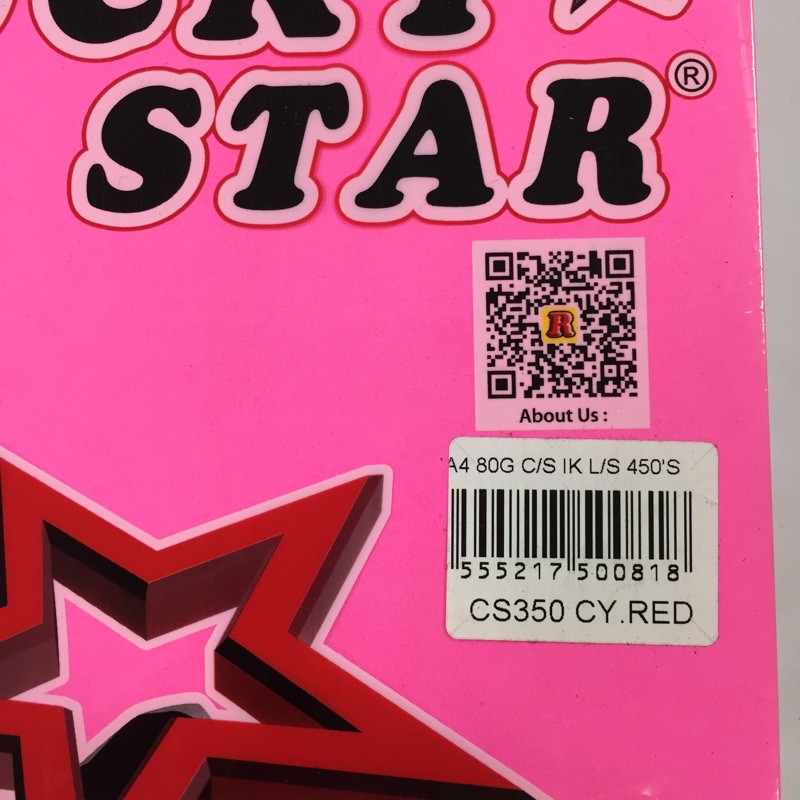 STAR®
R
About Us :
A4 80G C/S IK L/S 450'S
555217 500818
CS350 CY.RED